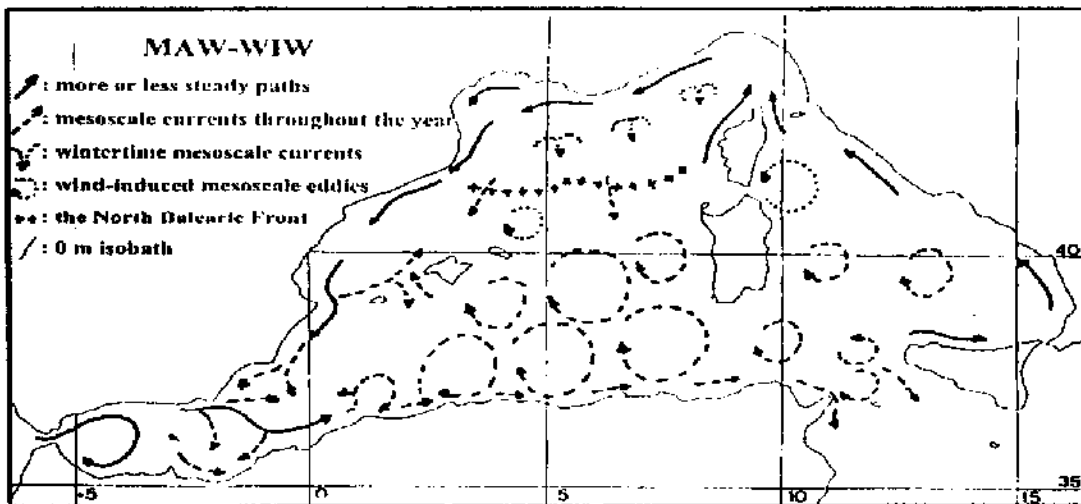 MAW-WIW
: more or less steady paths
: mesoscale currents throughout the year
: wintertime mesoscale currents
: wind-induced mesoscale eddies
: the North Balearic Front
: 0 m isobath
40
-5
0
5
10
15
35